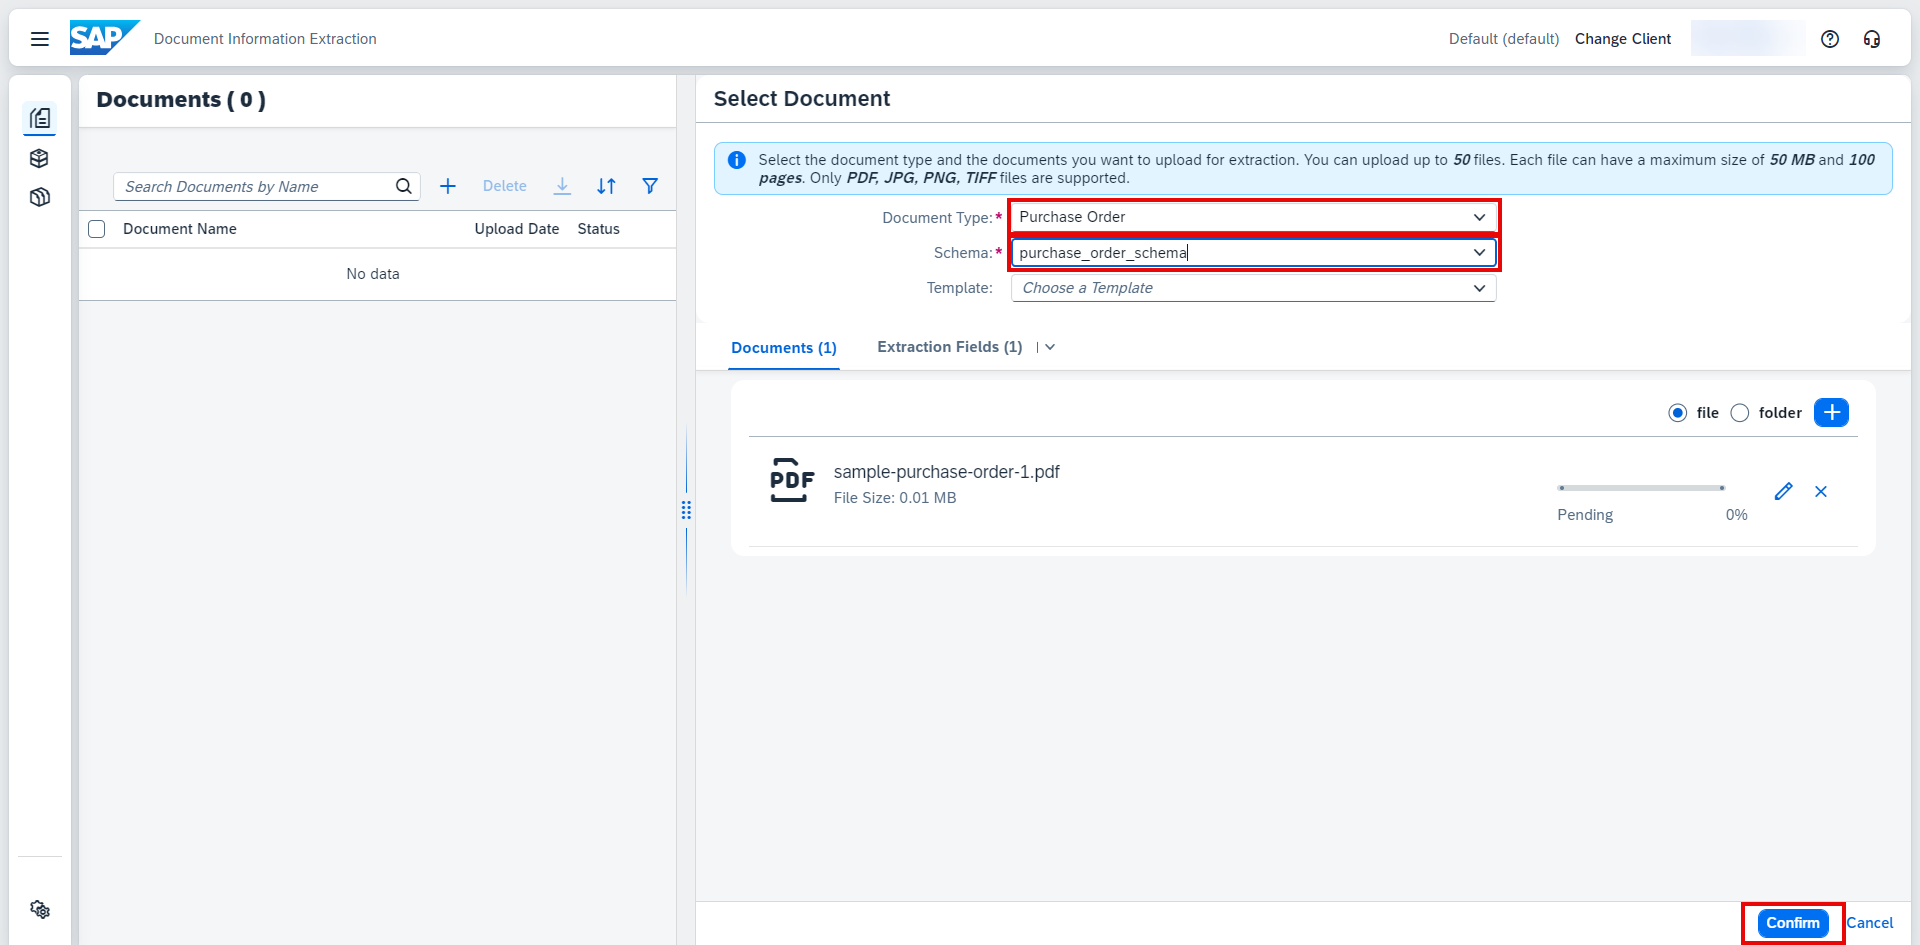 SAP Document Information Extraction Default (default) Change Client
Documents ( 0 )
Search Documents by Name Delete
Document Name Upload Date Status
No data
Select Document
Select the document type and the documents you want to upload for extraction. You can upload up to 50 files. Each file can have a maximum size of 50 MB and 100
pages. Only PDF, JPG, PNG, TIFF files are supported.
Document Type:* Purchase Order
Schema:* purchase_order_schema
Template: Choose a Template
Documents (1) Extraction Fields (1)
file folder
PDF
sample-purchase-order-1.pdf
File Size: 0.01 MB
Pending 0%
Confirm Cancel